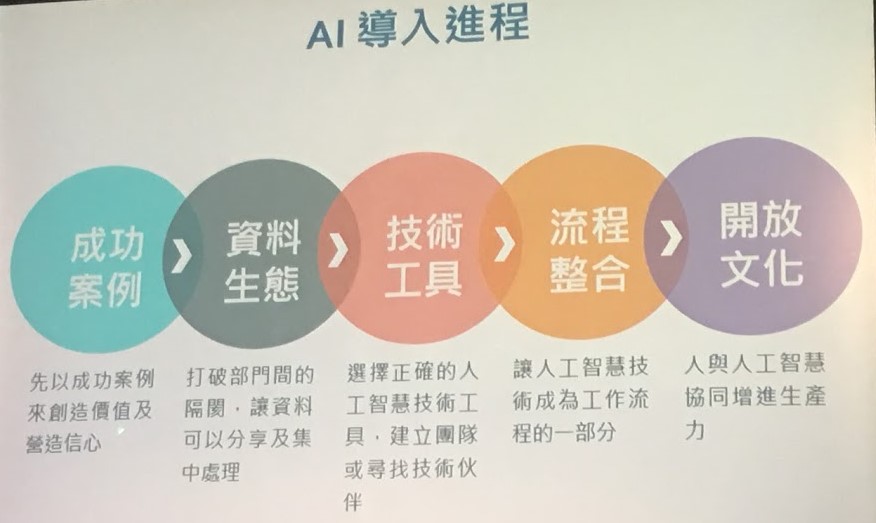 AI 導入進程
成功
案例
資料
生態
技術
工具
流程
整合
開放
文化
先以成功案例
來創造價值及
營造信心
打破部門間的
隔閡，讓資料
可以分享及集
中處理
選擇正確的人
工智慧技術工
具，建立團隊
或尋找技術伙
伴
讓人工智慧技
術成為工作流
程的一部分
人與人工智慧
協同增進生產
力